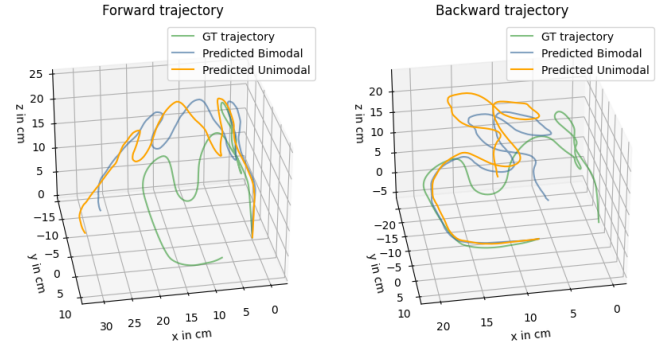 Forward trajectory
GT trajectory
Predicted Bimodal
Predicted Unimodal
z in cm
25
20
15
10
5
0
−15
−10
−5
0
5
10
y in cm
30
25
20
15
10
5
0
x in cm
Backward trajectory
GT trajectory
Predicted Bimodal
Predicted Unimodal
z in cm
20
15
10
5
0
−5
−20
−15
−10
−5
0
5
10
y in cm
20
15
10
5
0
x in cm